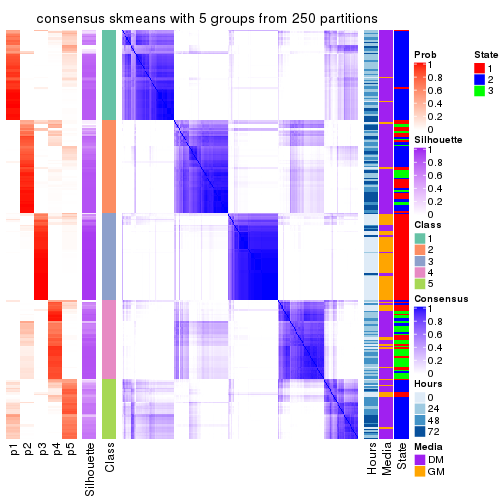 consensus skmeans with 5 groups from 250 partitions
p1
p2
p3
p4
p5
Silhouette
Class
Hours
Media
State
Prob
1
0.8
0.6
0.4
0.2
0
Silhouette
1
0.8
0.6
0.4
0.2
0
Class
1
2
3
4
5
Consensus
1
0.8
0.6
0.4
0.2
0
Hours
0
24
48
72
Media
DM
GM
State
1
2
3